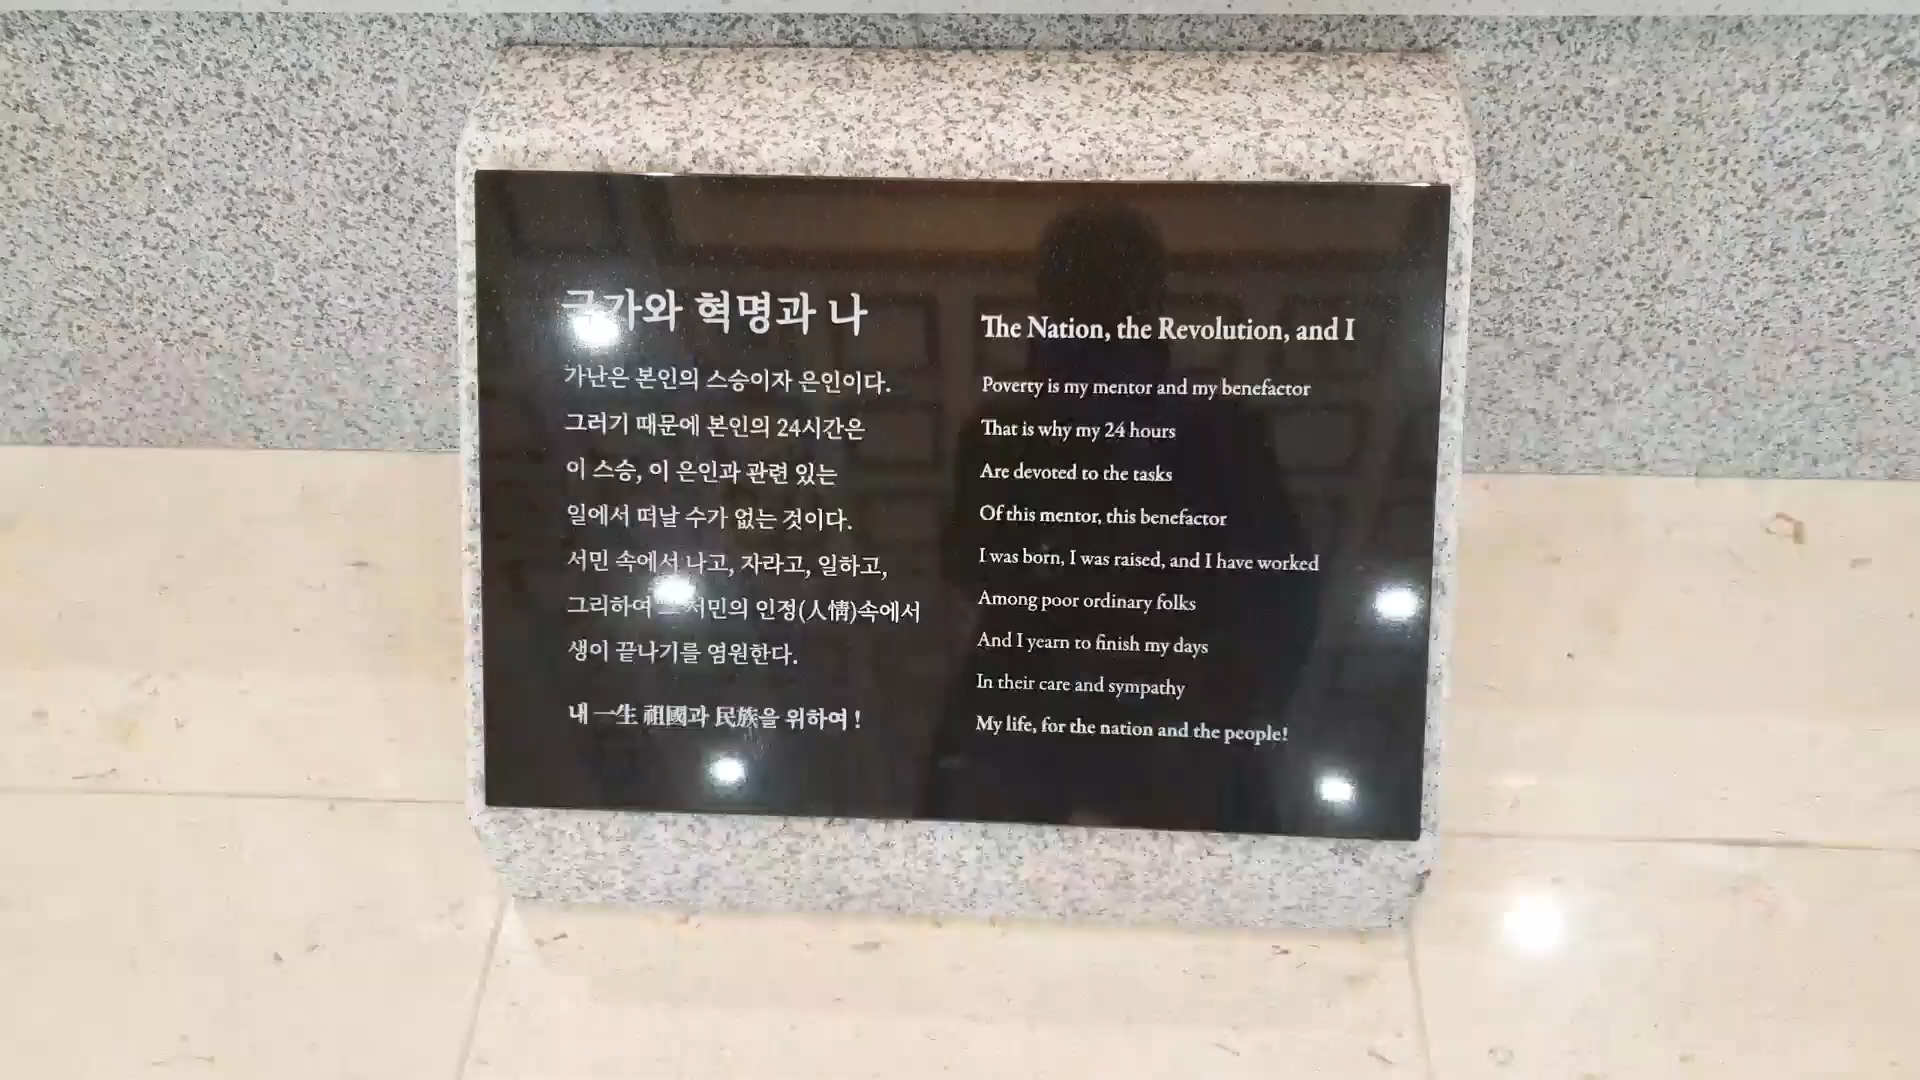 국가와 혁명과 나
가난은 본인의 스승이자 은인이다.
그러기 때문에 본인의 24시간은
이 스승, 이 은인과 관련 있는
일에서 떠날 수가 없는 것이다.
서민 속에서 나고, 자라고, 일하고,
그리하여 그 서민의 인정(人情)속에서
생이 끝나기를 염원한다.
내 一生 祖國과 民族을 위하여 !
The Nation, the Revolution, and I
Poverty is my mentor and my benefactor
That is why my 24 hours
Are devoted to the tasks
Of this mentor, this benefactor
I was born, I was raised, and I have worked
Among poor ordinary folks
And I yearn to finish my days
In their care and sympathy
My life, for the nation and the people!